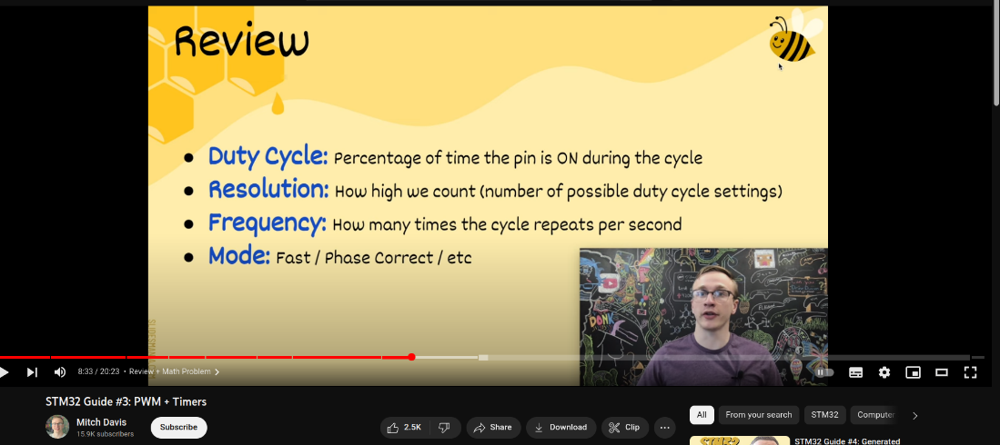 Review
● Duty Cycle: Percentage of time the pin is ON during the cycle
● Resolution: How high we count (number of possible duty cycle settings)
● Frequency: How many times the cycle repeats per second
● Mode: Fast / Phase Correct / etc
DONK
8:33 / 20:23 • Review + Math Problem
STM32 Guide #3: PWM + Timers
Mitch Davis
15.9K subscribers
Subscribe
2.5K
Share
Download
Clip
...
All
From your search
STM32
Computer
STM32 Guide #4: Generated